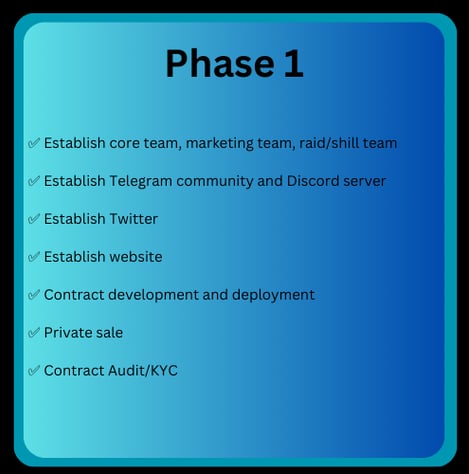 Phase 1
✅ Establish core team, marketing team, raid/shill team
✅ Establish Telegram community and Discord server
✅ Establish Twitter
✅ Establish website
✅ Contract development and deployment
✅ Private sale
✅ Contract Audit/KYC